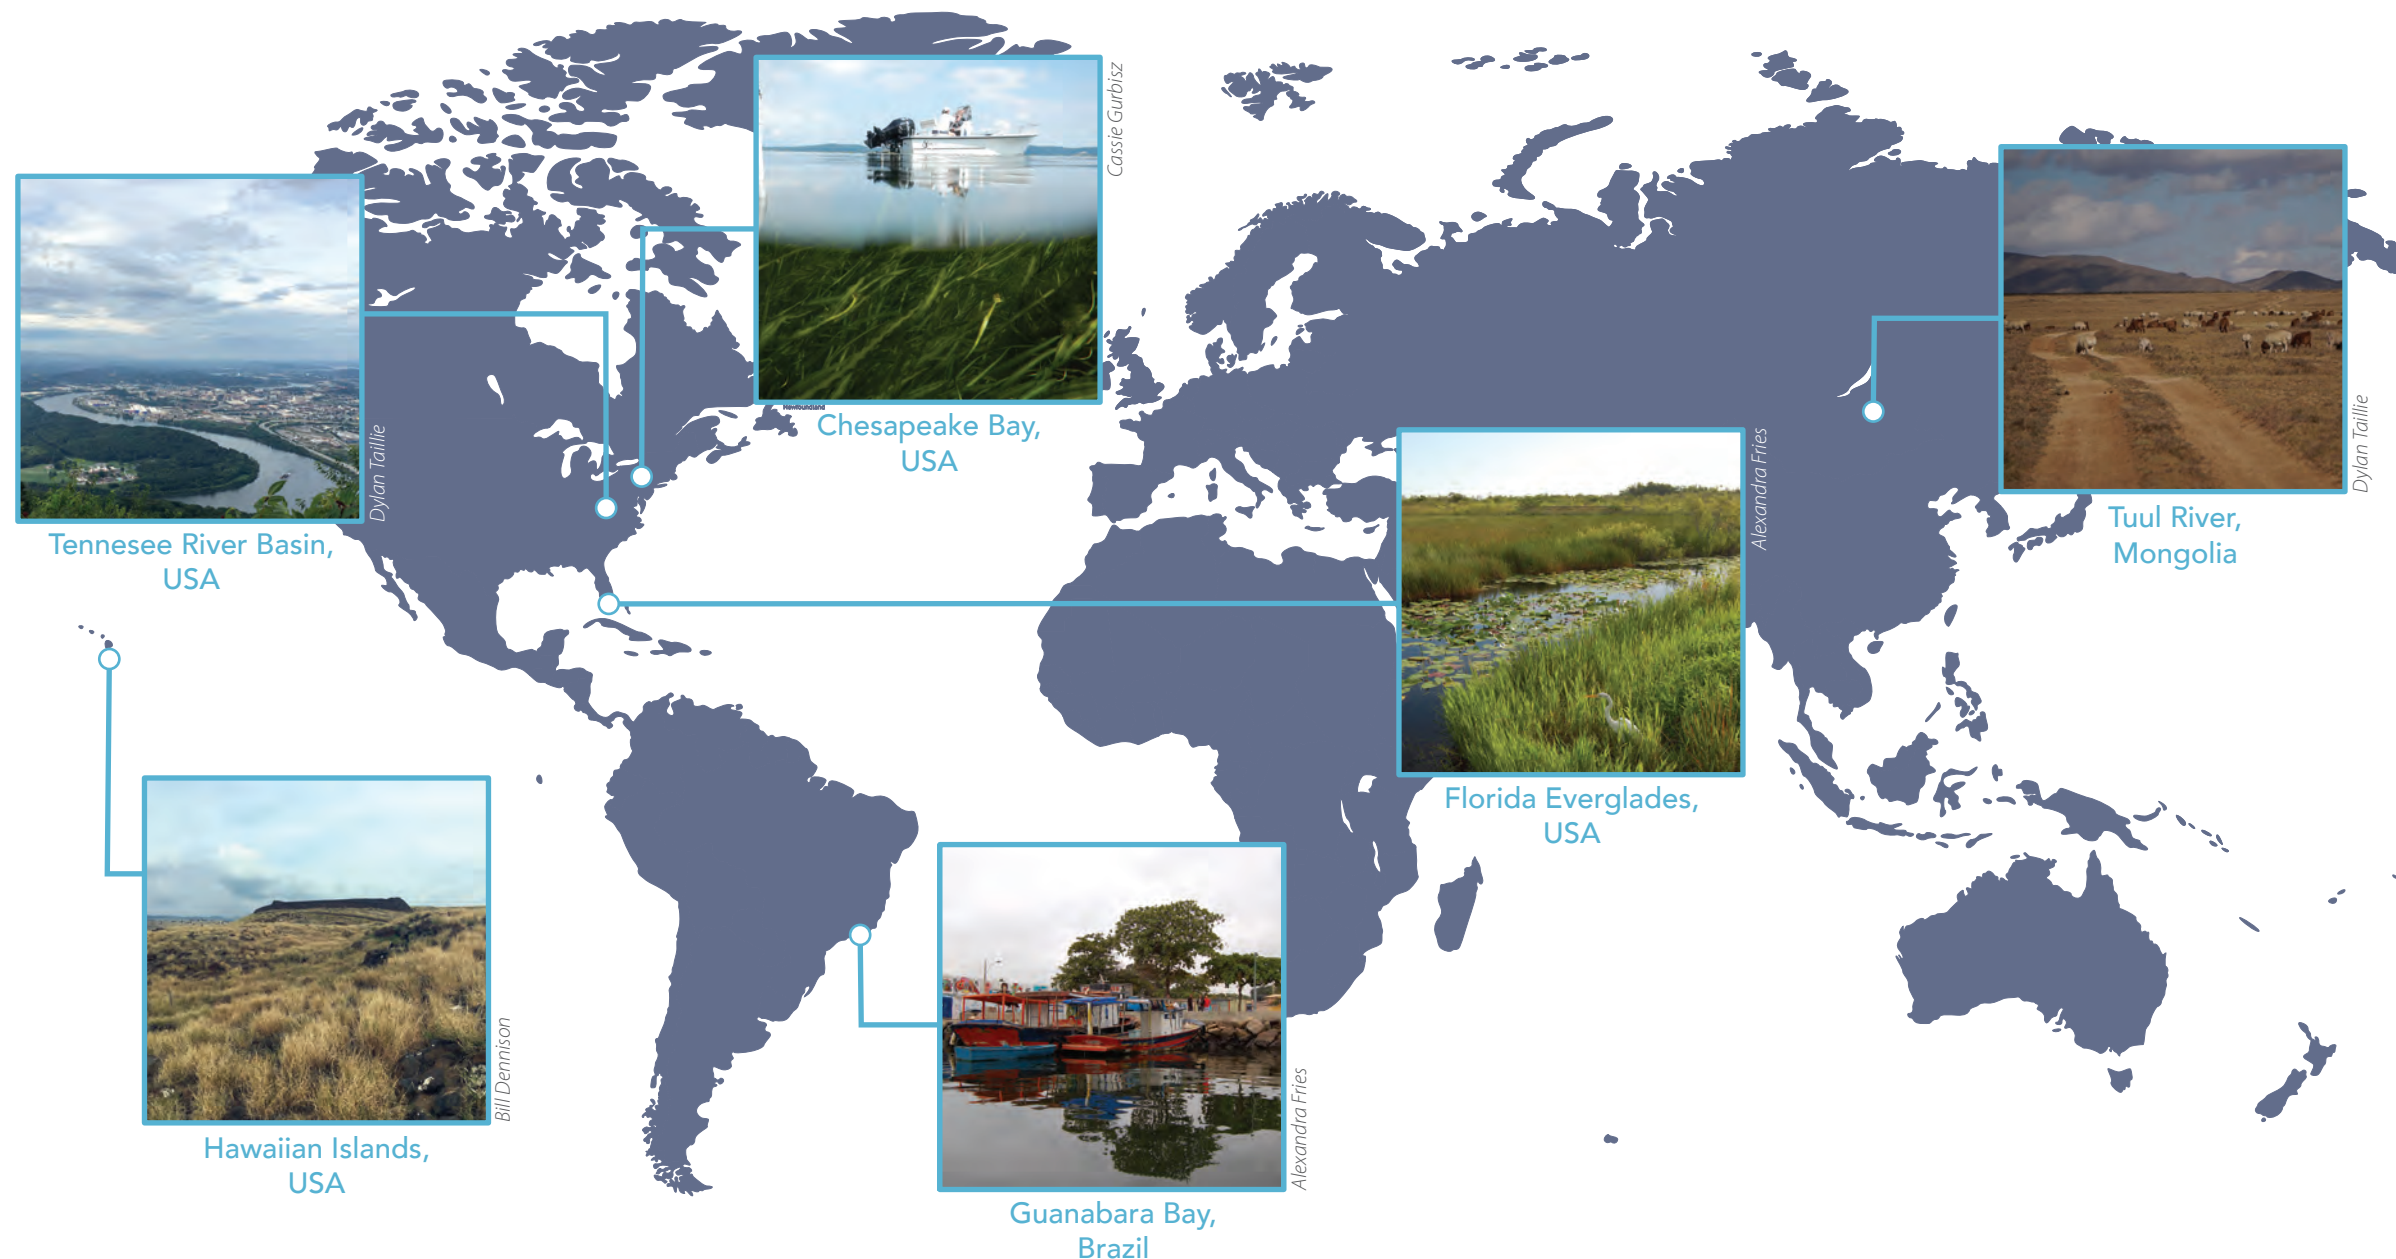 Cassie Gurbisz
Newfoundland
Chesapeake Bay,
USA
Dylan Taillie
Tennesee River Basin,
USA
Alexandra Fries
Florida Everglades,
USA
Dylan Taillie
Tuul River,
Mongolia
Bill Dennison
Hawaiian Islands,
USA
Alexandra Fries
Guanabara Bay,
Brazil